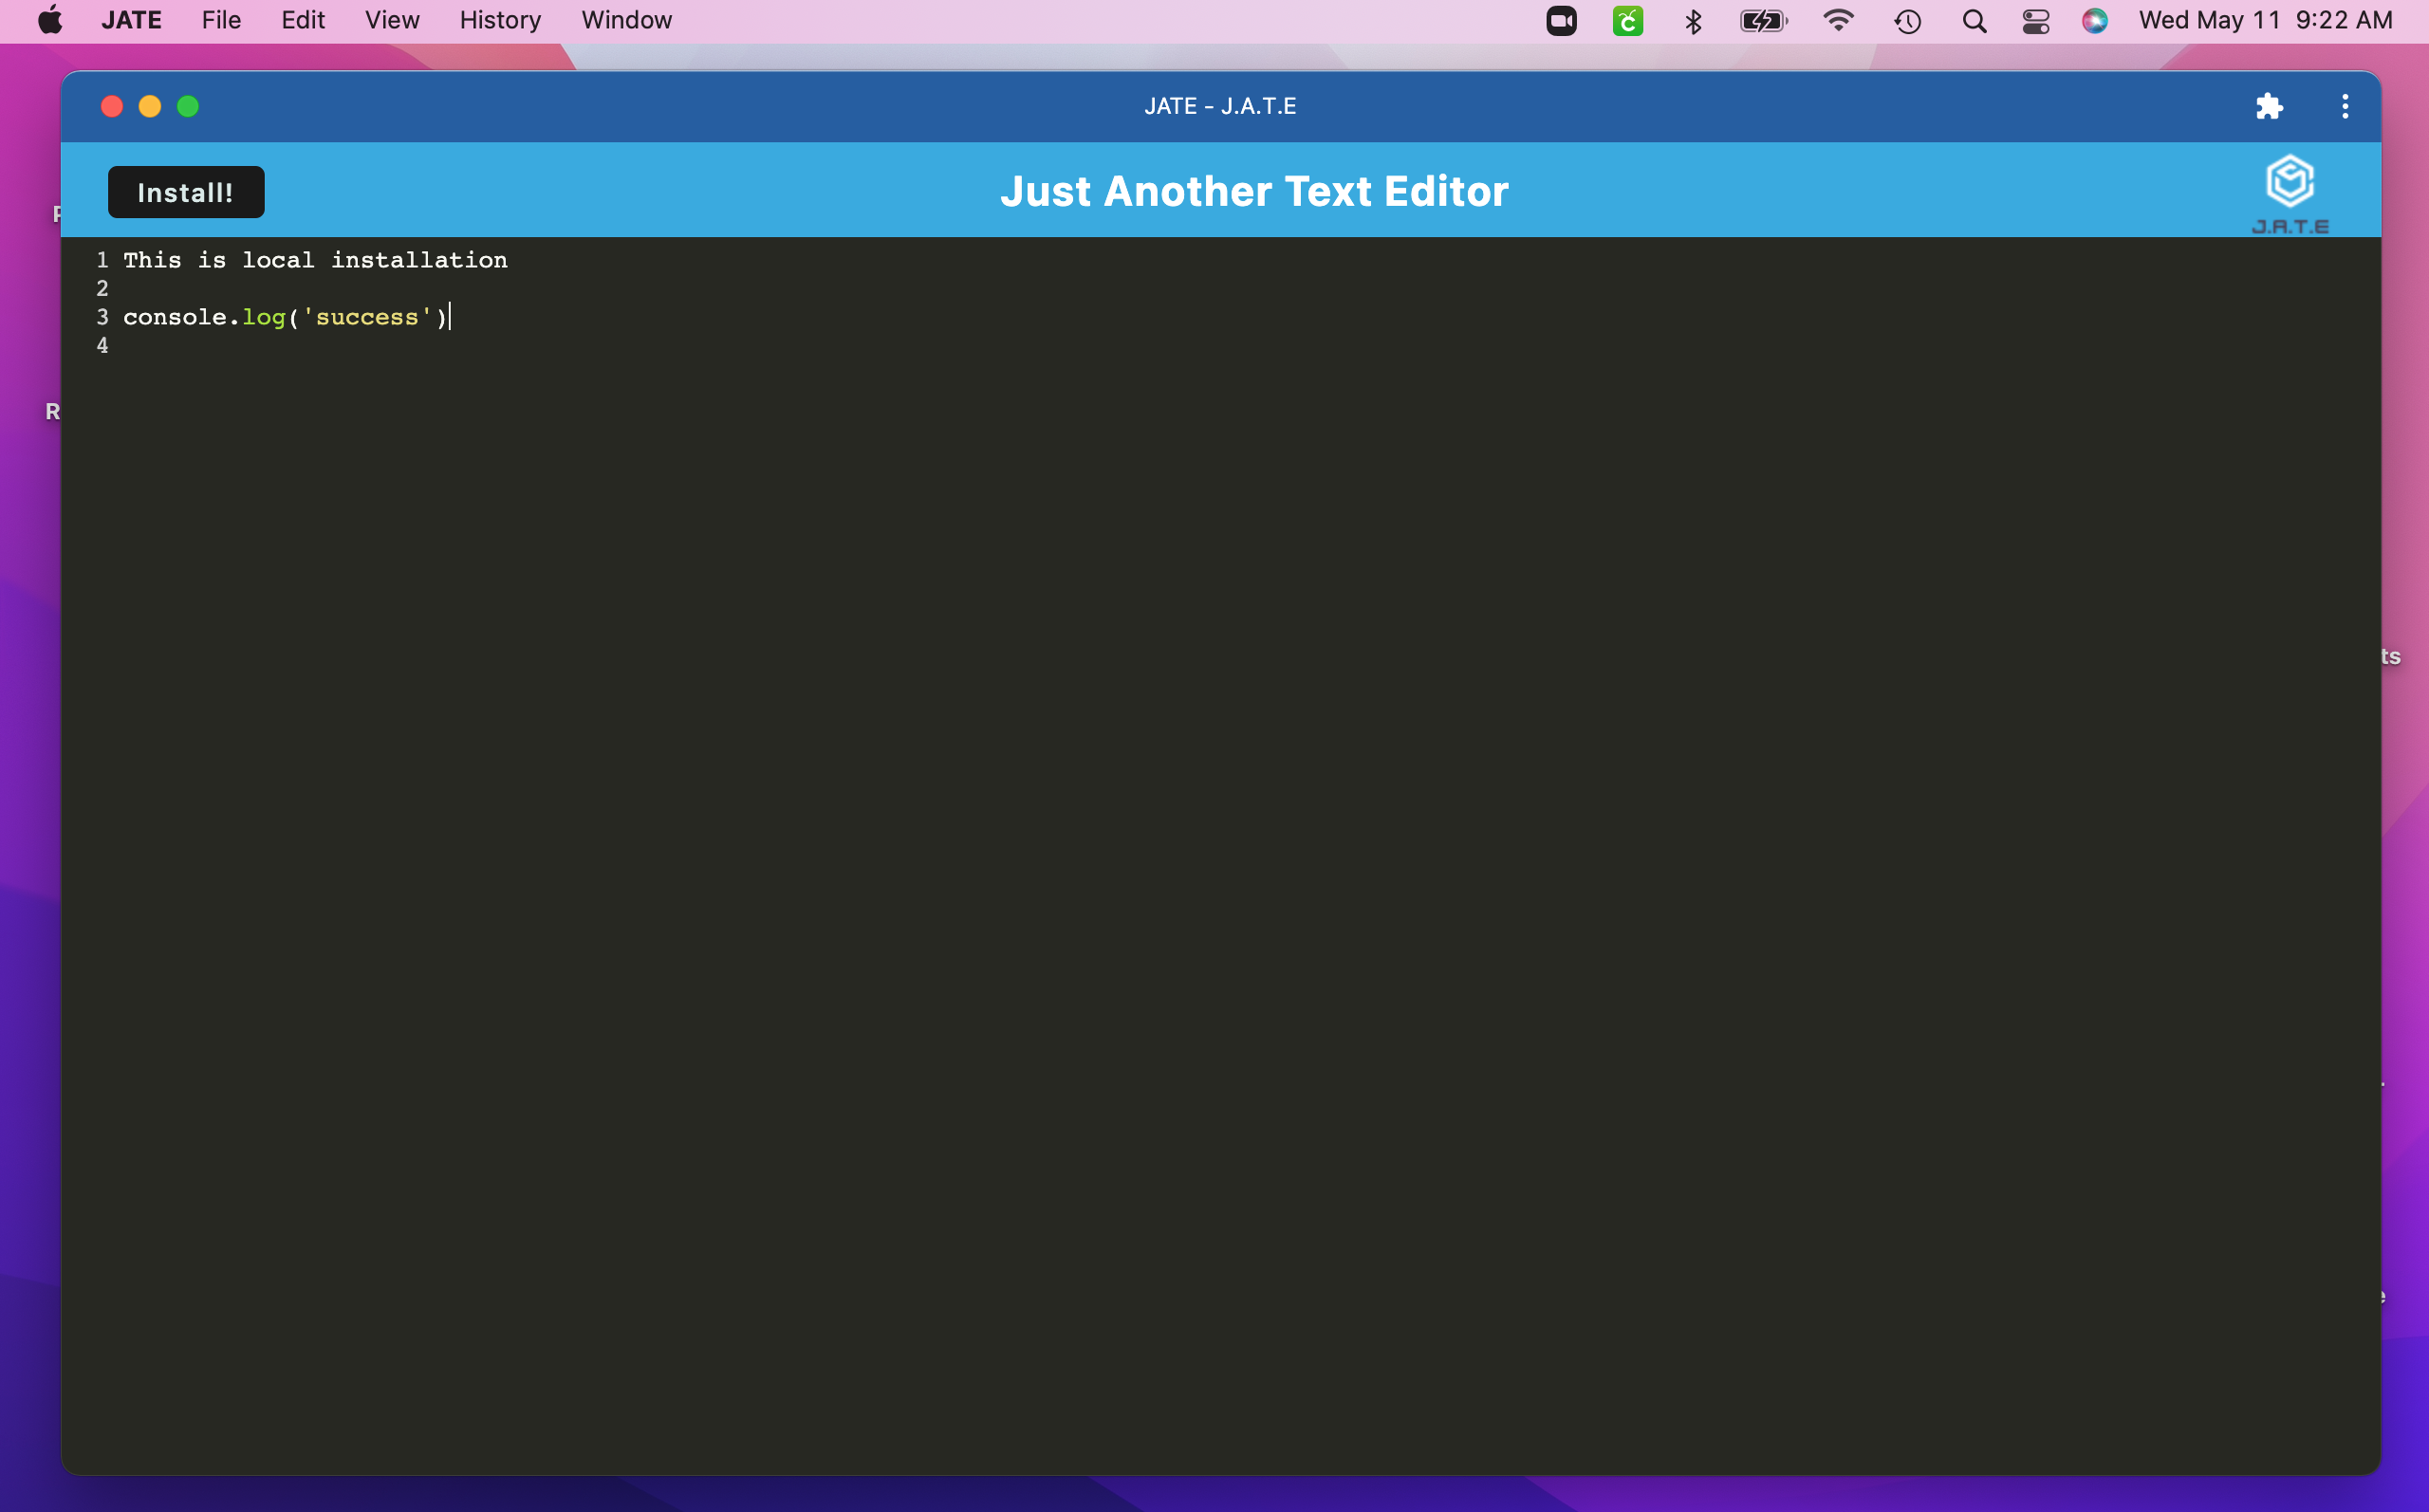 JATE File Edit View History Window Wed May 11 9:22 AM
JATE - J.A.T.E
Install! Just Another Text Editor
J.A.T.E
1 This is local installation
2
3 console.log('success')
4
R
ts